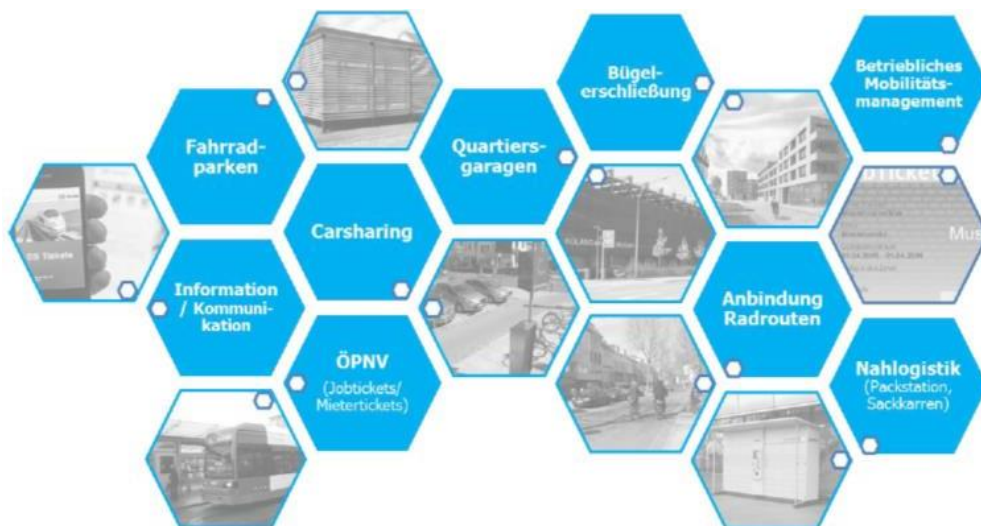 Bügel-
erschließung
Betriebliches
Mobilitäts-
management
Fahrrad-
parken
Quartiers-
garagen
Carsharing
Information
/ Kommuni-
kation
Anbindung
Radrouten
ÖPNV
(Jobtickets/
Mietertickets)
Nahlogistik
(Packstation,
Sackkarren)
Mus